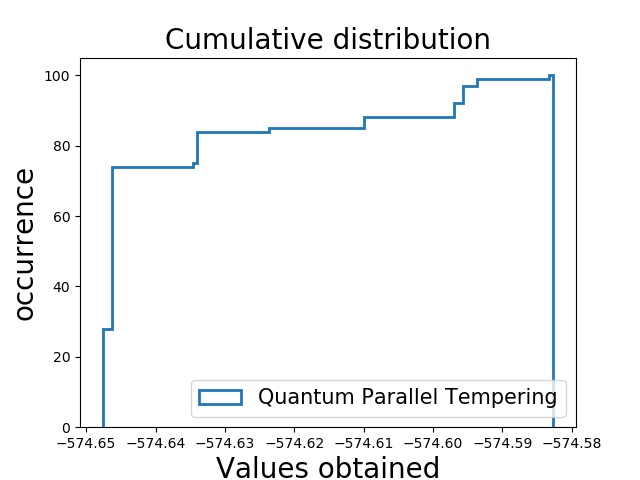 Cumulative distribution
occurrence
100
80
60
40
20
0
Quantum Parallel Tempering
−574.65 −574.64 −574.63 −574.62 −574.61 −574.60 −574.59 −574.58
Values obtained